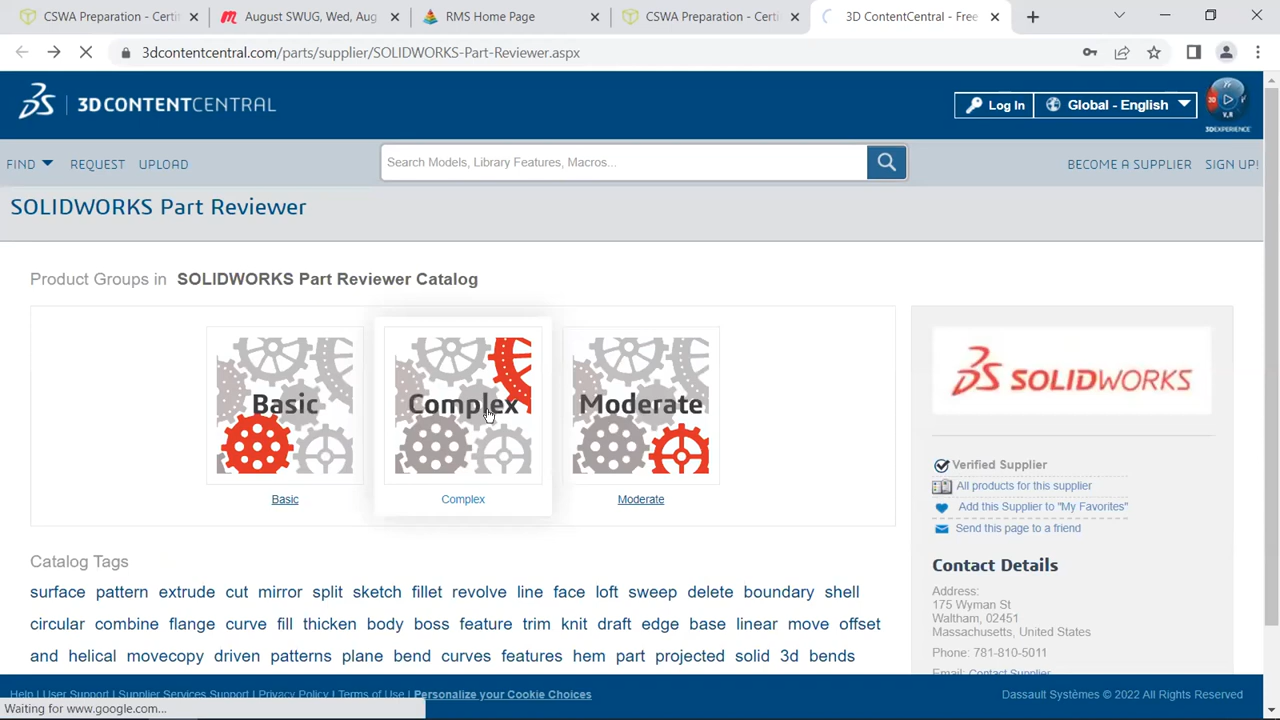 CSWA Preparation - Certi
August SWUG, Wed, Aug
RMS Home Page
CSWA Preparation - Certi
3D ContentCentral - Free
3dcontentcentral.com/parts/supplier/SOLIDWORKS-Part-Reviewer.aspx
3DCONTENTCENTRAL
Log In
Global - English
3DEXPERIENCE
FIND
REQUEST
UPLOAD
Search Models, Library Features, Macros...
BECOME A SUPPLIER
SIGN UP!
SOLIDWORKS Part Reviewer
Product Groups in SOLIDWORKS Part Reviewer Catalog
Basic
Complex
Moderate
Basic
Complex
Moderate
SOLIDWORKS
Verified Supplier
All products for this supplier
Add this Supplier to "My Favorites"
Send this page to a friend
Contact Details
Address:
175 Wyman St
Waltham, 02451
Massachusetts, United States
Phone: 781-810-5011
Email: Contact Supplier
Catalog Tags
surface pattern extrude cut mirror split sketch fillet revolve line face loft sweep delete boundary shell
circular combine flange curve fill thicken body boss feature trim knit draft edge base linear move offset
and helical movecopy driven patterns plane bend curves features hem part projected solid 3d bends
Help | User Support | Supplier Services Support | Privacy Policy | Terms of Use | Personalize your Cookie Choices
Dassault Systèmes © 2022 All Rights Reserved
Waiting for www.google.com...